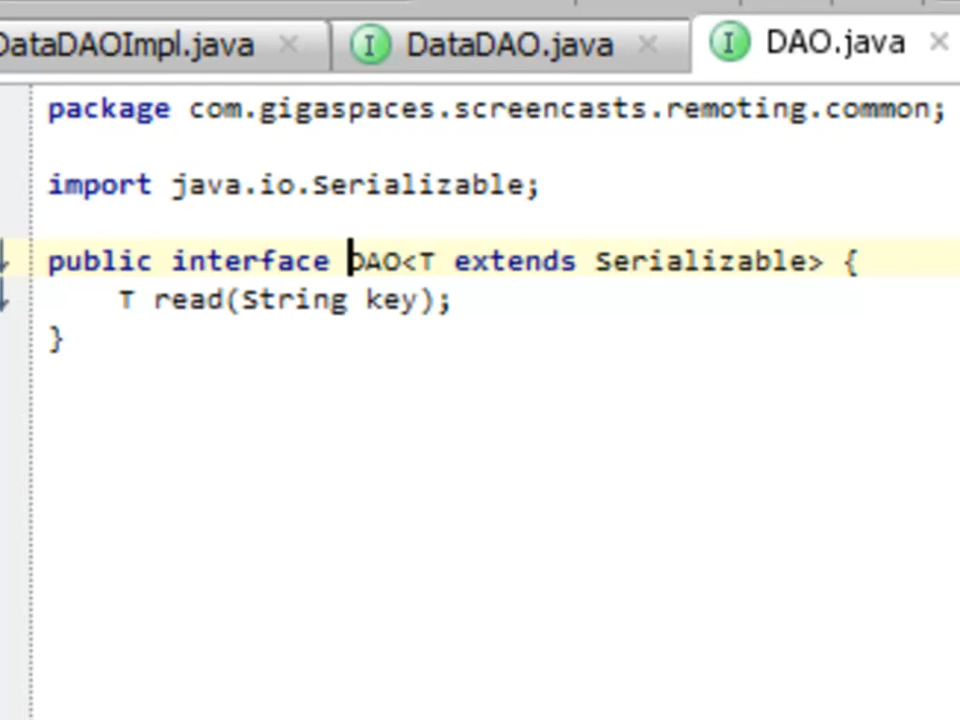 DataDAOImpl.java
I DataDAO.java
I DAO.java
package com.gigaspaces.screencasts.remoting.common;
import java.io.Serializable;
public interface DAO<T extends Serializable> {
T read(String key);
}